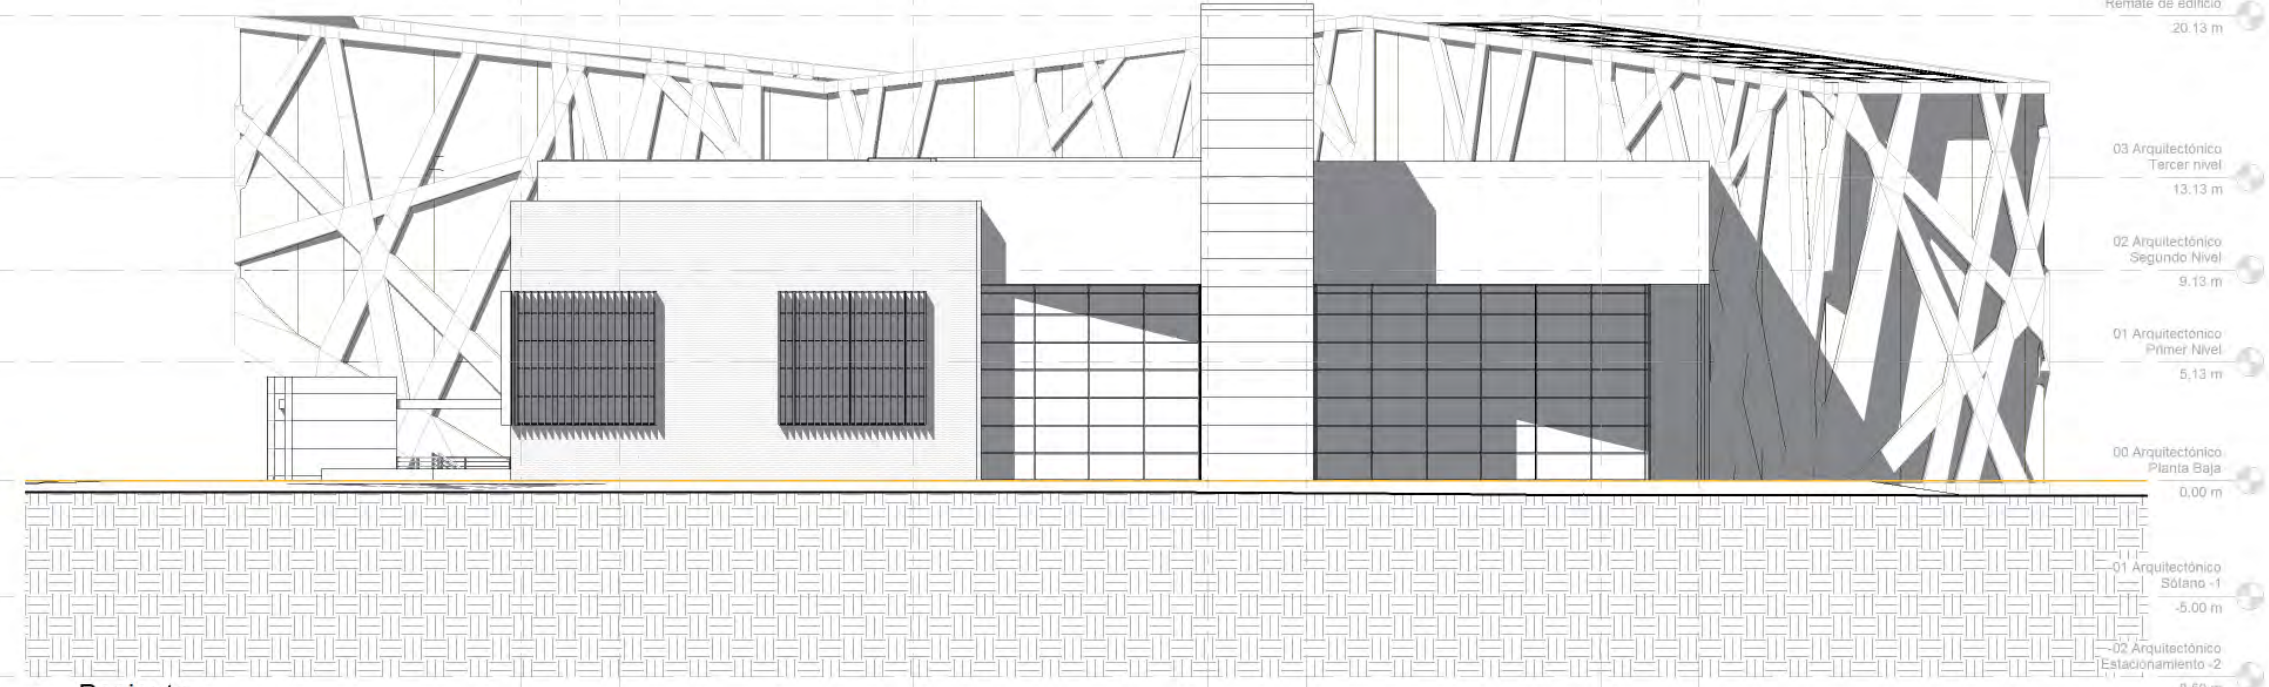 Remate de edificio
20.13 m
03 Arquitectónico
Tercer nivel
13.13 m
02 Arquitectónico
Segundo Nivel
9.13 m
01 Arquitectónico
Primer Nivel
5,13 m
00 Arquitectónico
Planta Baja
0.00 m
-01 Arquitectónico
Sótano -1
-5.00 m
-02 Arquitectónico
Estacionamiento -2